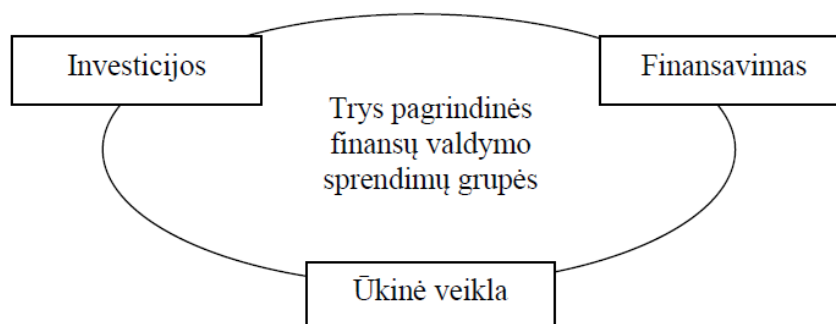 Investicijos
Finansavimas
Trys pagrindinės
finansų valdymo
sprendimų grupės
Ūkinė veikla